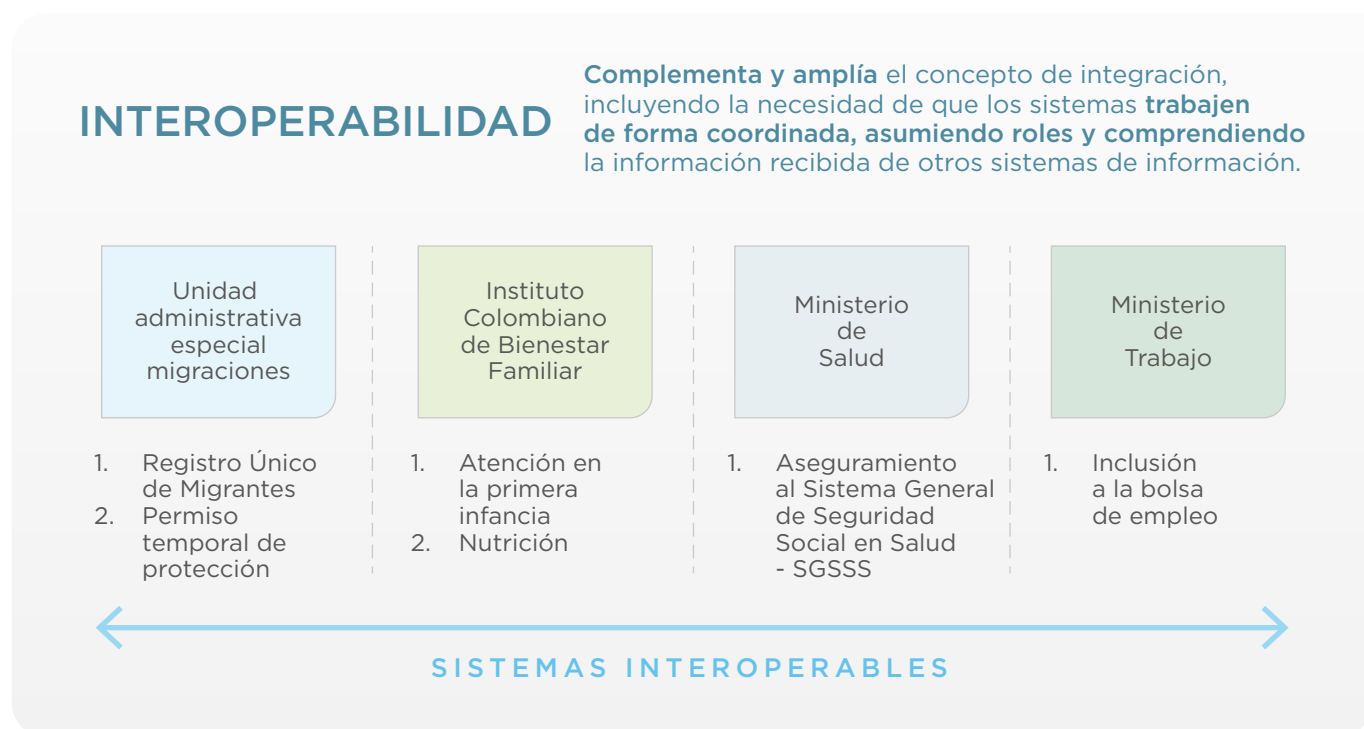 INTEROPERABILIDAD
Complementa y amplía el concepto de integración,
incluyendo la necesidad de que los sistemas trabajen
de forma coordinada, asumiendo roles y comprendiendo
la información recibida de otros sistemas de información.
Unidad
administrativa
especial
migraciones
1. Registro Único
de Migrantes
2. Permiso
temporal de
protección
Instituto
Colombiano
de Bienestar
Familiar
1. Atención en
la primera
infancia
2. Nutrición
Ministerio
de
Salud
1. Aseguramiento
al Sistema General
de Seguridad
Social en Salud
- SGSSS
Ministerio
de
Trabajo
1. Inclusión
a la bolsa
de empleo
SISTEMAS INTEROPERABLES